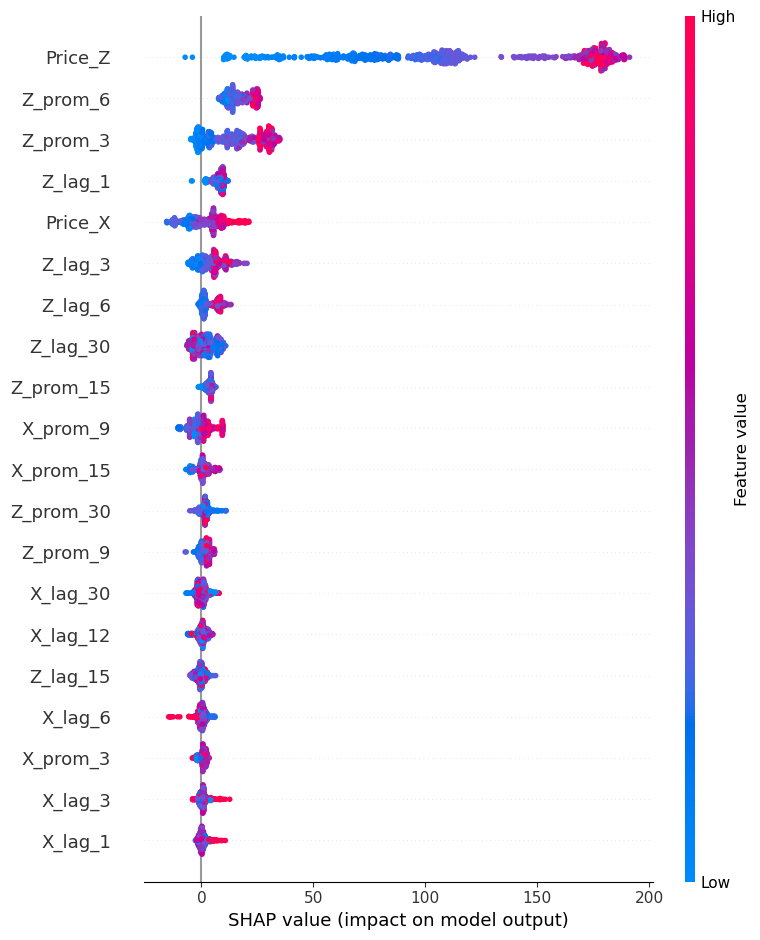 High
Price_Z
Z_prom_6
Z_prom_3
Z_lag_1
Price_X
Z_lag_3
Z_lag_6
Z_lag_30
Z_prom_15
X_prom_9
X_prom_15
Z_prom_30
Z_prom_9
X_lag_30
X_lag_12
Z_lag_15
X_lag_6
X_prom_3
X_lag_3
X_lag_1
Feature value
Low
0 50 100 150 200
SHAP value (impact on model output)